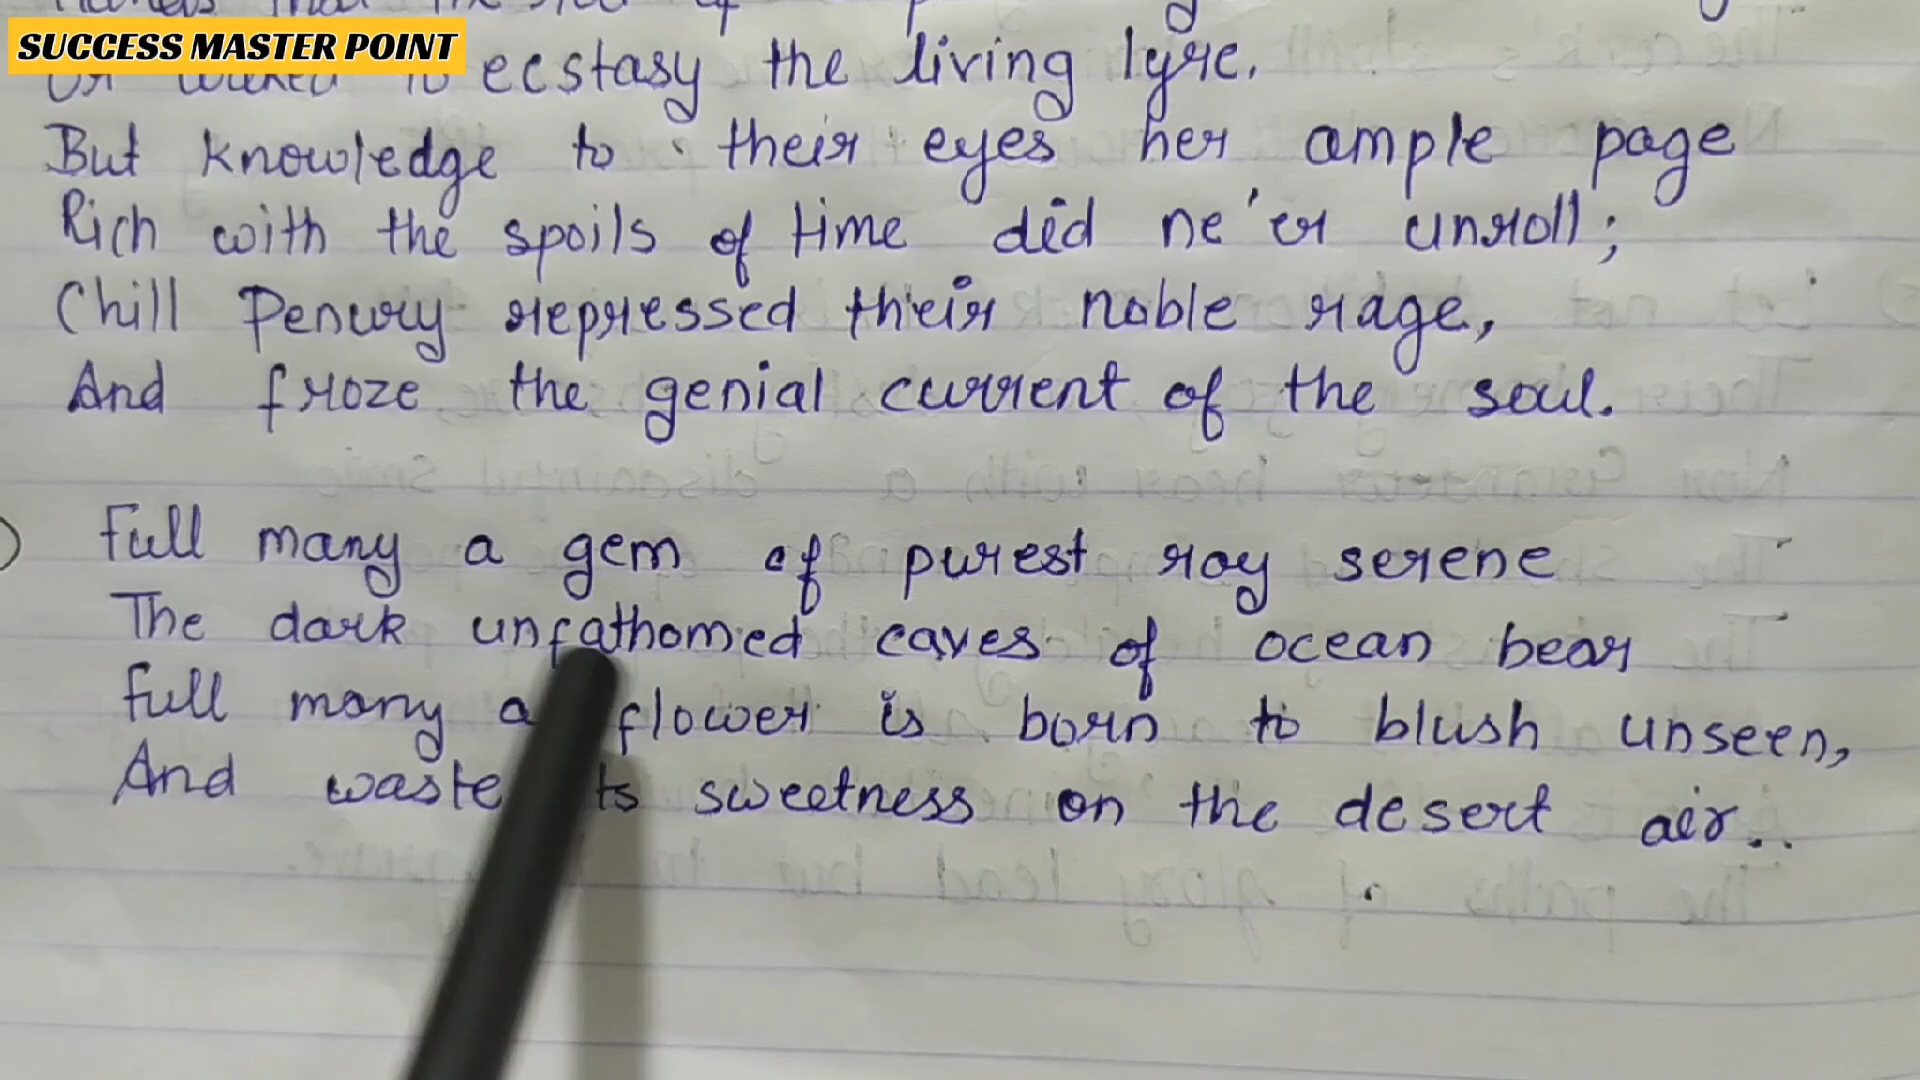 SUCCESS MASTER POINT
ecstasy the living lyre.
But knowledge to their eyes her ample page
Rich with the spoils of time did ne'er unroll;
Chill Penury repressed their noble rage,
And froze the genial current of the soul.
Full many a gem of purest ray serene
The dark unfathomed caves of ocean bear
Full many a flower is born to blush unseen,
And waste its sweetness on the desert air..